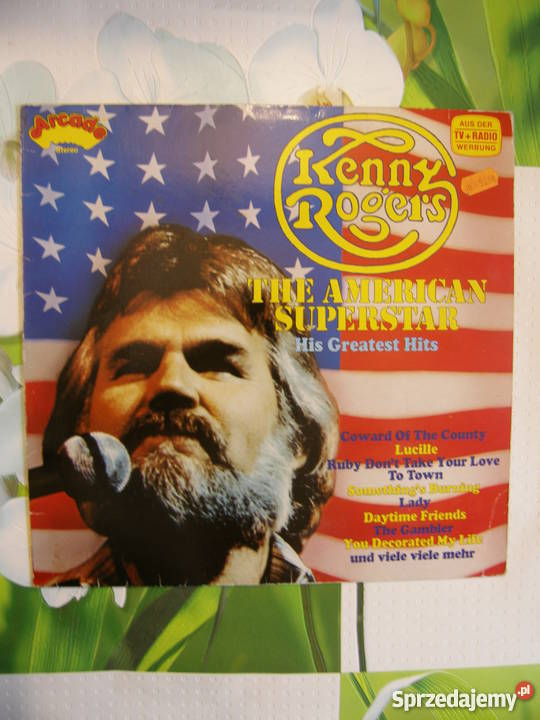 Arcade
stereo
AUS DER
TV+RADIO
WERBUNG
Kenny
Rogers
THE AMERICAN
SUPERSTAR
His Greatest Hits
Coward Of The County
Lucille
Ruby Don't Take Your Love
To Town
Something's Burning
Lady
Daytime Friends
The Gambler
You Decorated My Life
und viele viele mehr
Sprzedajemy.pl